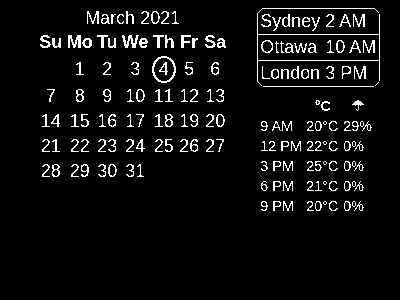 March 2021
Su Mo Tu We Th Fr Sa
1 2 3 4 5 6
7 8 9 10 11 12 13
14 15 16 17 18 19 20
21 22 23 24 25 26 27
28 29 30 31
Sydney 2 AM
Ottawa 10 AM
London 3 PM
°C ☂
9 AM 20°C 29%
12 PM 22°C 0%
3 PM 25°C 0%
6 PM 21°C 0%
9 PM 20°C 0%